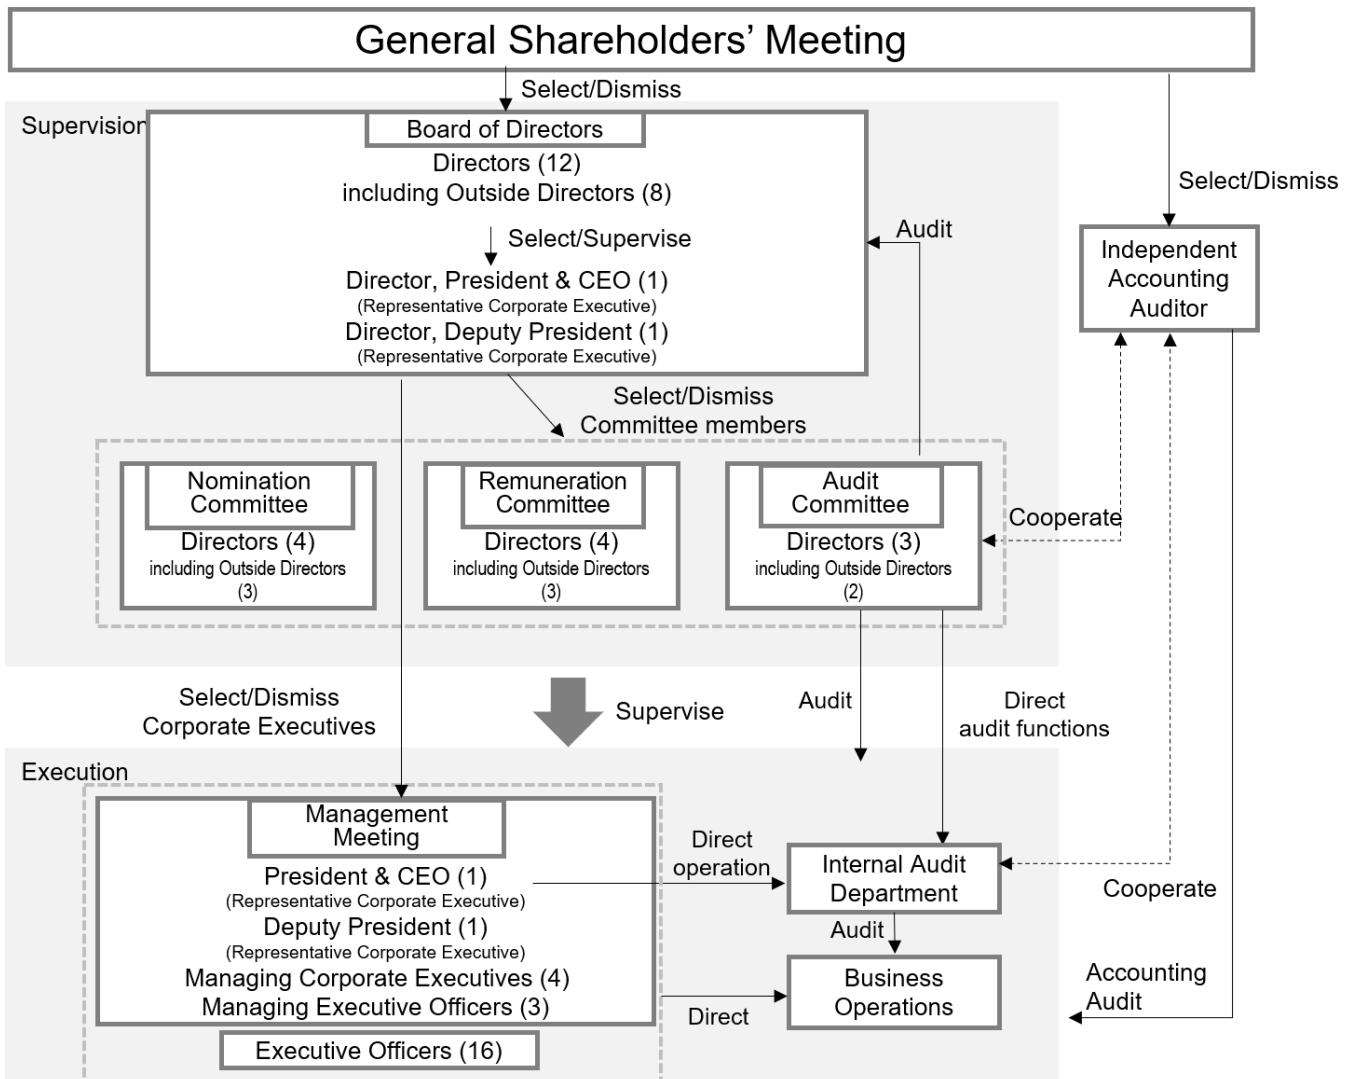 General Shareholders’ Meeting
Select/Dismiss
Supervision
Board of Directors
Directors (12)
including Outside Directors (8)
Select/Supervise
Director, President & CEO (1)
(Representative Corporate Executive)
Director, Deputy President (1)
(Representative Corporate Executive)
Audit
Select/Dismiss
Independent
Accounting
Auditor
Select/Dismiss
Committee members
Nomination
Committee
Directors (4)
including Outside Directors
(3)
Remuneration
Committee
Directors (4)
including Outside Directors
(3)
Audit
Committee
Directors (3)
including Outside Directors
(2)
Cooperate
Select/Dismiss
Corporate Executives
Supervise
Audit
Direct
audit functions
Execution
Management
Meeting
President & CEO (1)
(Representative Corporate Executive)
Deputy President (1)
(Representative Corporate Executive)
Managing Corporate Executives (4)
Managing Executive Officers (3)
Executive Officers (16)
Direct
operation
Internal Audit
Department
Audit
Business
Operations
Direct
Cooperate
Accounting
Audit